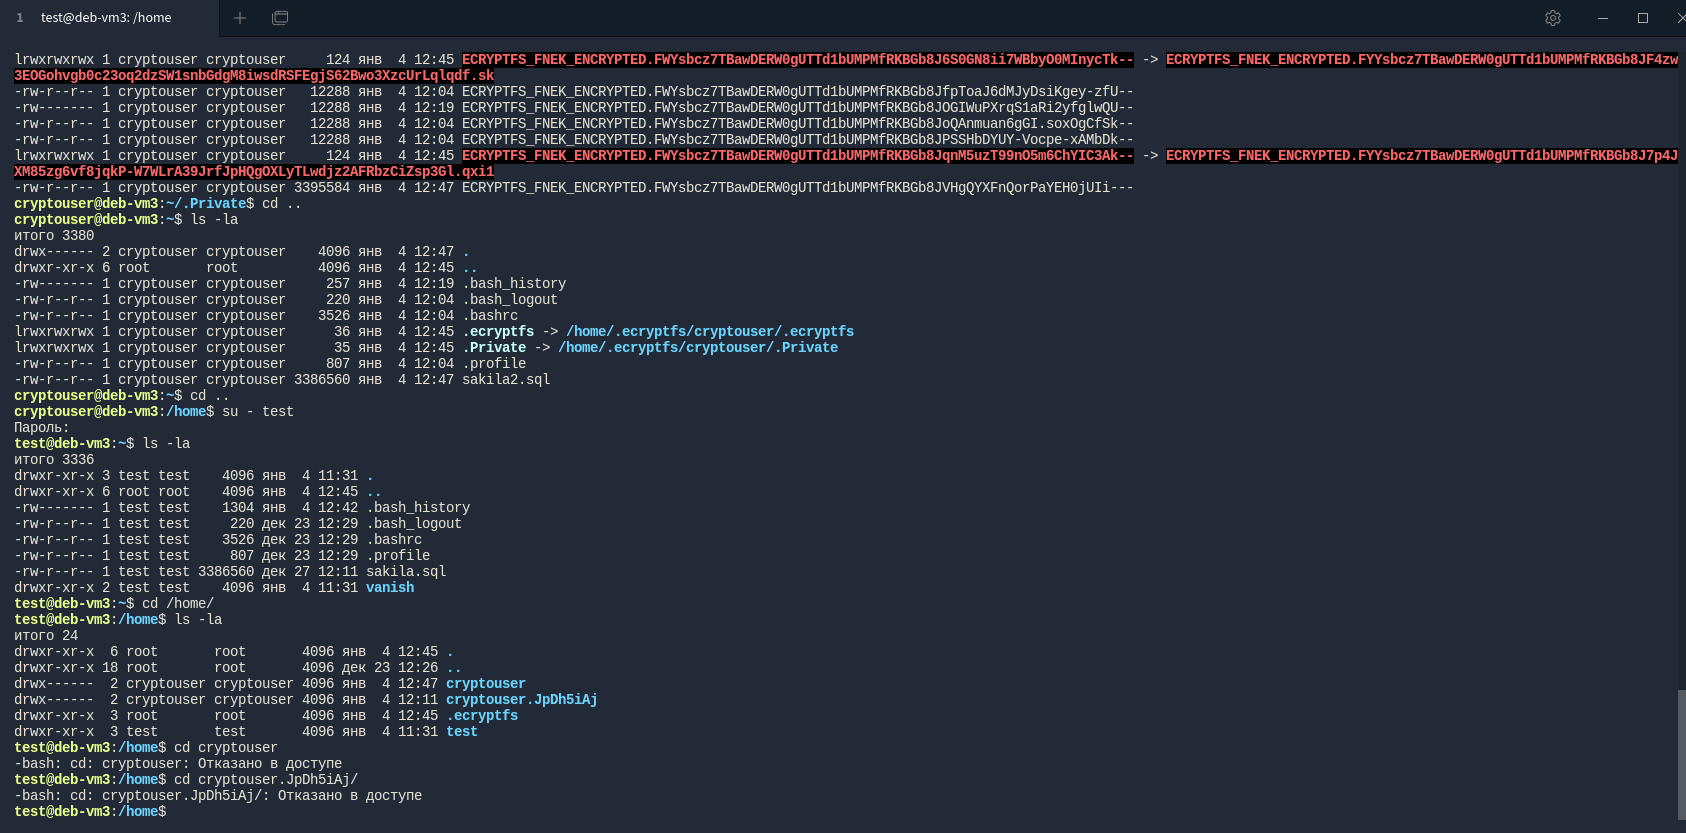 1 test@deb-vm3: /home
lrwxrwxrwx 1 cryptouser cryptouser     124 янв  4 12:45 ECRYPTFS_FNEK_ENCRYPTED.FWYsbcz7TBawDERW0gUTTd1bUMPMfRKBGb8J6S0GN8ii7WBbyO0MInycTk-- -> ECRYPTFS_FNEK_ENCRYPTED.FYYsbcz7TBawDERW0gUTTd1bUMPMfRKBGb8JF4zw
3EOGohvgb0c23oq2dzSW1snbGdgM8iwsdRSFEgjS62Bwo3XzcUrLqlqdf.sk
-rw-r--r-- 1 cryptouser cryptouser   12288 янв  4 12:04 ECRYPTFS_FNEK_ENCRYPTED.FWYsbcz7TBawDERW0gUTTd1bUMPMfRKBGb8JfpToaJ6dMJyDsiKgey-zfU--
-rw------- 1 cryptouser cryptouser   12288 янв  4 12:19 ECRYPTFS_FNEK_ENCRYPTED.FWYsbcz7TBawDERW0gUTTd1bUMPMfRKBGb8JOGIWuPXrqS1aRi2yfglwQU--
-rw-r--r-- 1 cryptouser cryptouser   12288 янв  4 12:04 ECRYPTFS_FNEK_ENCRYPTED.FWYsbcz7TBawDERW0gUTTd1bUMPMfRKBGb8JoQAnmuan6gGI.soxOgCfSk--
-rw-r--r-- 1 cryptouser cryptouser   12288 янв  4 12:04 ECRYPTFS_FNEK_ENCRYPTED.FWYsbcz7TBawDERW0gUTTd1bUMPMfRKBGb8JPSSHbDYUY-Vocpe-xAMbDk--
lrwxrwxrwx 1 cryptouser cryptouser     124 янв  4 12:45 ECRYPTFS_FNEK_ENCRYPTED.FWYsbcz7TBawDERW0gUTTd1bUMPMfRKBGb8JqnM5uzT99nO5m6ChYIC3Ak-- -> ECRYPTFS_FNEK_ENCRYPTED.FYYsbcz7TBawDERW0gUTTd1bUMPMfRKBGb8J7p4J
XM85zg6vf8jqkP-W7WLrA39JrfJpHQgOXLyTLwdjz2AFRbzCiZsp3Gl.qxi1
-rw-r--r-- 1 cryptouser cryptouser 3395584 янв  4 12:47 ECRYPTFS_FNEK_ENCRYPTED.FWYsbcz7TBawDERW0gUTTd1bUMPMfRKBGb8JVHgQYXFnQorPaYEH0jUIi---
cryptouser@deb-vm3:~/.Private$ cd ..
cryptouser@deb-vm3:~$ ls -la
итого 3380
drwx------ 2 cryptouser cryptouser    4096 янв  4 12:47 .
drwxr-xr-x 6 root       root          4096 янв  4 12:45 ..
-rw------- 1 cryptouser cryptouser     257 янв  4 12:19 .bash_history
-rw-r--r-- 1 cryptouser cryptouser     220 янв  4 12:04 .bash_logout
-rw-r--r-- 1 cryptouser cryptouser    3526 янв  4 12:04 .bashrc
lrwxrwxrwx 1 cryptouser cryptouser      36 янв  4 12:45 .ecryptfs -> /home/.ecryptfs/cryptouser/.ecryptfs
lrwxrwxrwx 1 cryptouser cryptouser      35 янв  4 12:45 .Private -> /home/.ecryptfs/cryptouser/.Private
-rw-r--r-- 1 cryptouser cryptouser     807 янв  4 12:04 .profile
-rw-r--r-- 1 cryptouser cryptouser 3386560 янв  4 12:47 sakila2.sql
cryptouser@deb-vm3:~$ cd ..
cryptouser@deb-vm3:/home$ su - test
Пароль:
test@deb-vm3:~$ ls -la
итого 3336
drwxr-xr-x 3 test test    4096 янв  4 11:31 .
drwxr-xr-x 6 root root    4096 янв  4 12:45 ..
-rw------- 1 test test    1304 янв  4 12:42 .bash_history
-rw-r--r-- 1 test test     220 дек 23 12:29 .bash_logout
-rw-r--r-- 1 test test    3526 дек 23 12:29 .bashrc
-rw-r--r-- 1 test test     807 дек 23 12:29 .profile
-rw-r--r-- 1 test test 3386560 дек 27 12:11 sakila.sql
drwxr-xr-x 2 test test    4096 янв  4 11:31 vanish
test@deb-vm3:~$ cd /home/
test@deb-vm3:/home$ ls -la
итого 24
drwxr-xr-x  6 root       root       4096 янв  4 12:45 .
drwxr-xr-x 18 root       root       4096 дек 23 12:26 ..
drwx------  2 cryptouser cryptouser 4096 янв  4 12:47 cryptouser
drwx------  2 cryptouser cryptouser 4096 янв  4 12:11 cryptouser.JpDh5iAj
drwxr-xr-x  3 root       root       4096 янв  4 12:45 .ecryptfs
drwxr-xr-x  3 test       test       4096 янв  4 11:31 test
test@deb-vm3:/home$ cd cryptouser
-bash: cd: cryptouser: Отказано в доступе
test@deb-vm3:/home$ cd cryptouser.JpDh5iAj/
-bash: cd: cryptouser.JpDh5iAj/: Отказано в доступе
test@deb-vm3:/home$